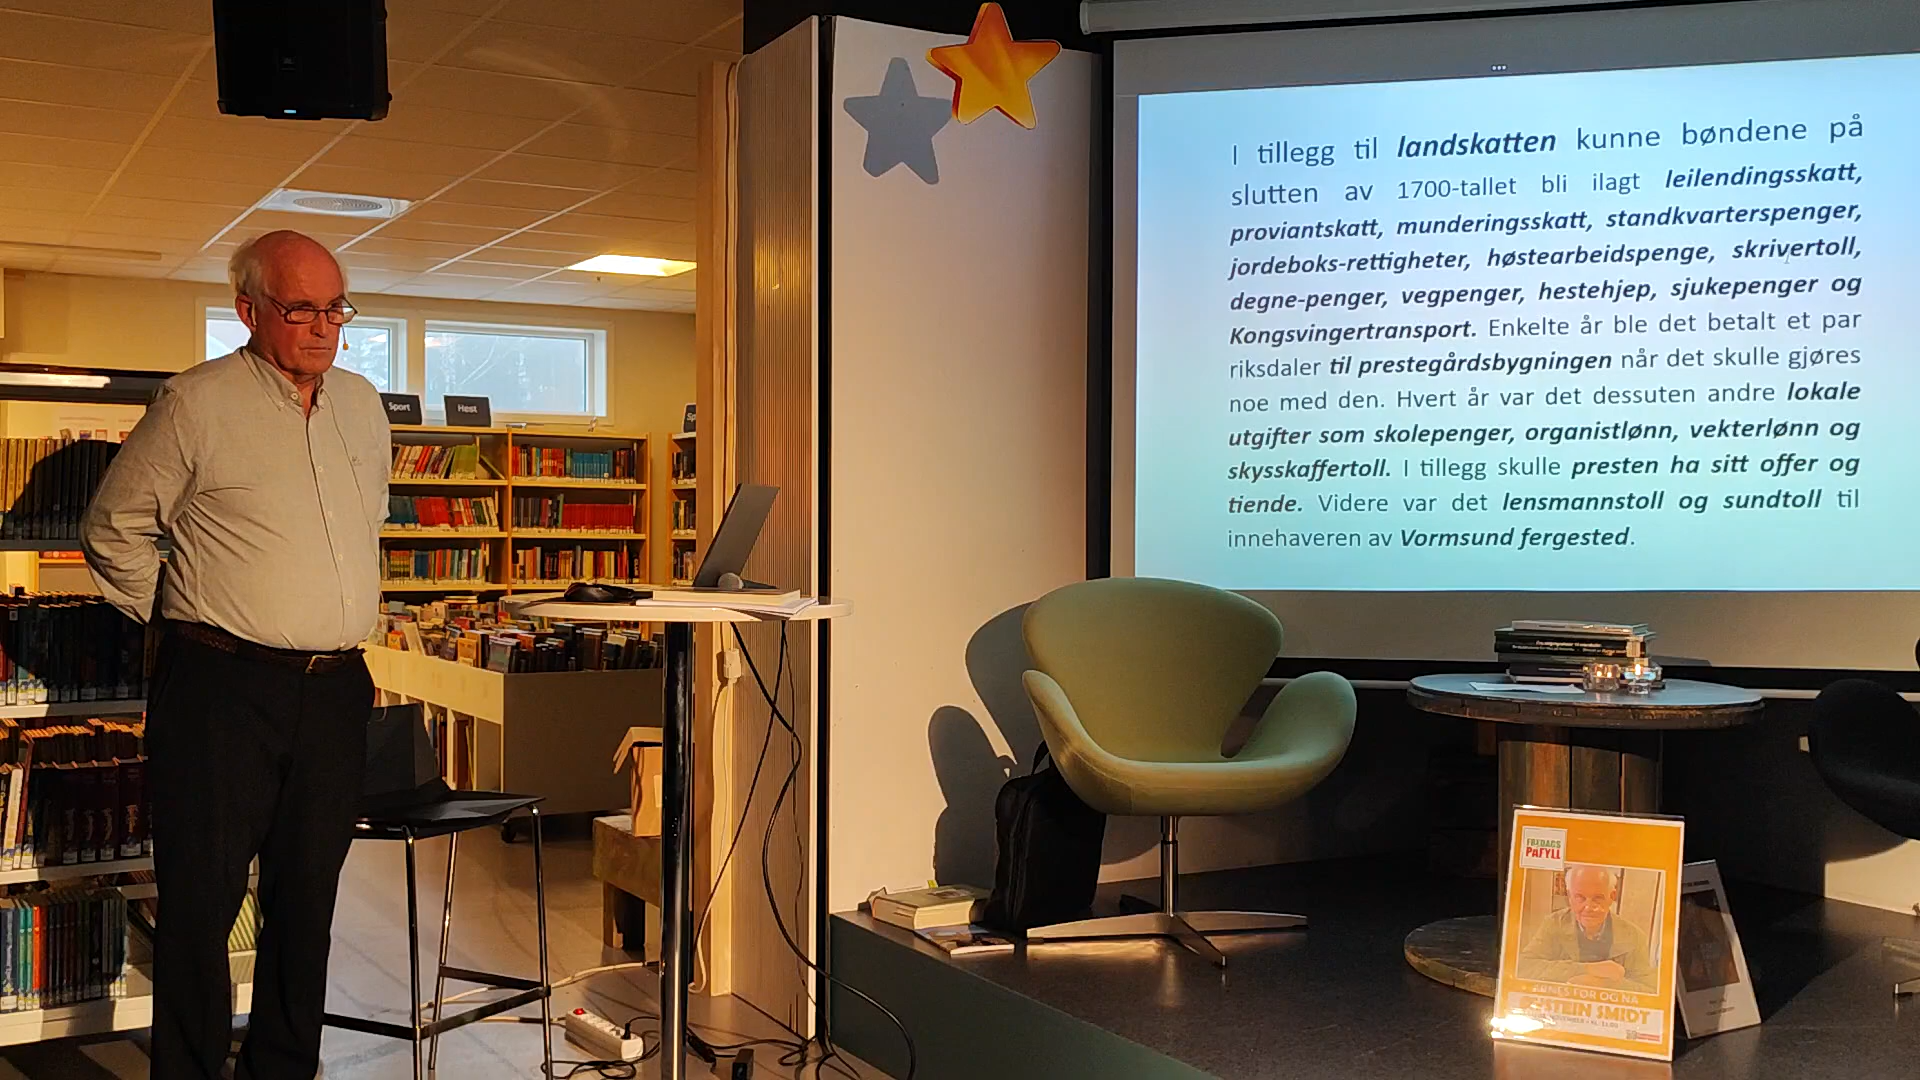 I tillegg til landskatten kunne bøndene på
slutten av 1700-tallet bli ilagt leilendingsskatt,
proviantskatt, munderingsskatt, standkvarterspenger,
jordeboks-rettigheter, høstearbeidspenge, skrivertoll,
degne-penger, vegpenger, hestehjep, sjukepenger og
Kongsvingertransport. Enkelte år ble det betalt et par
riksdaler til prestegårdsbygningen når det skulle gjøres
noe med den. Hvert år var det dessuten andre lokale
utgifter som skolepenger, organistlønn, vekterlønn og
skysskaffertoll. I tillegg skulle presten ha sitt offer og
tiende. Videre var det lensmannstoll og sundtoll til
innehaveren av Vormsund fergested.
Sport
Hest
Sp
FREDAGS
PåFYLL
ÅRNES FØR OG NÅ
STEIN SMIDT